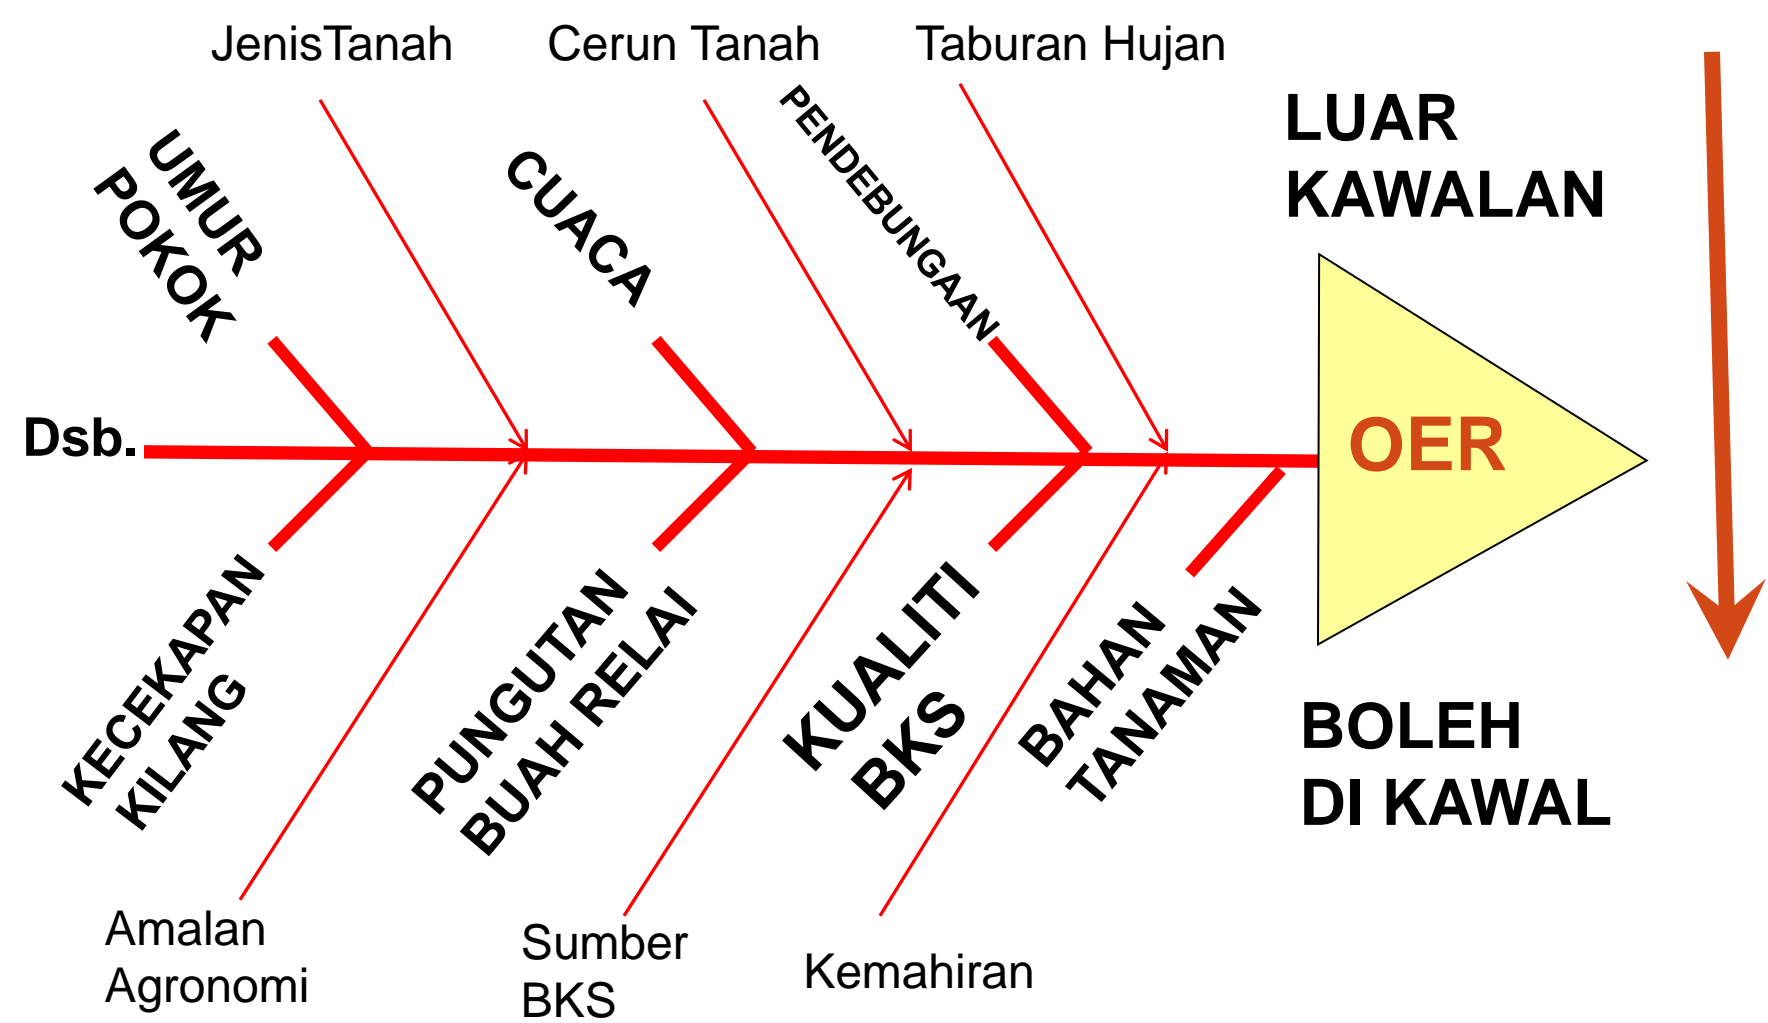 JenisTanah
Cerun Tanah
Taburan Hujan
UMUR
POKOK
CUACA
PENDEBUNGAAN
LUAR
KAWALAN
Dsb.
OER
KECEKAPAN
KILANG
PUNGUTAN
BUAH RELAI
KUALITI
BKS
BAHAN
TANAMAN
BOLEH
DI KAWAL
Amalan
Agronomi
Sumber
BKS
Kemahiran